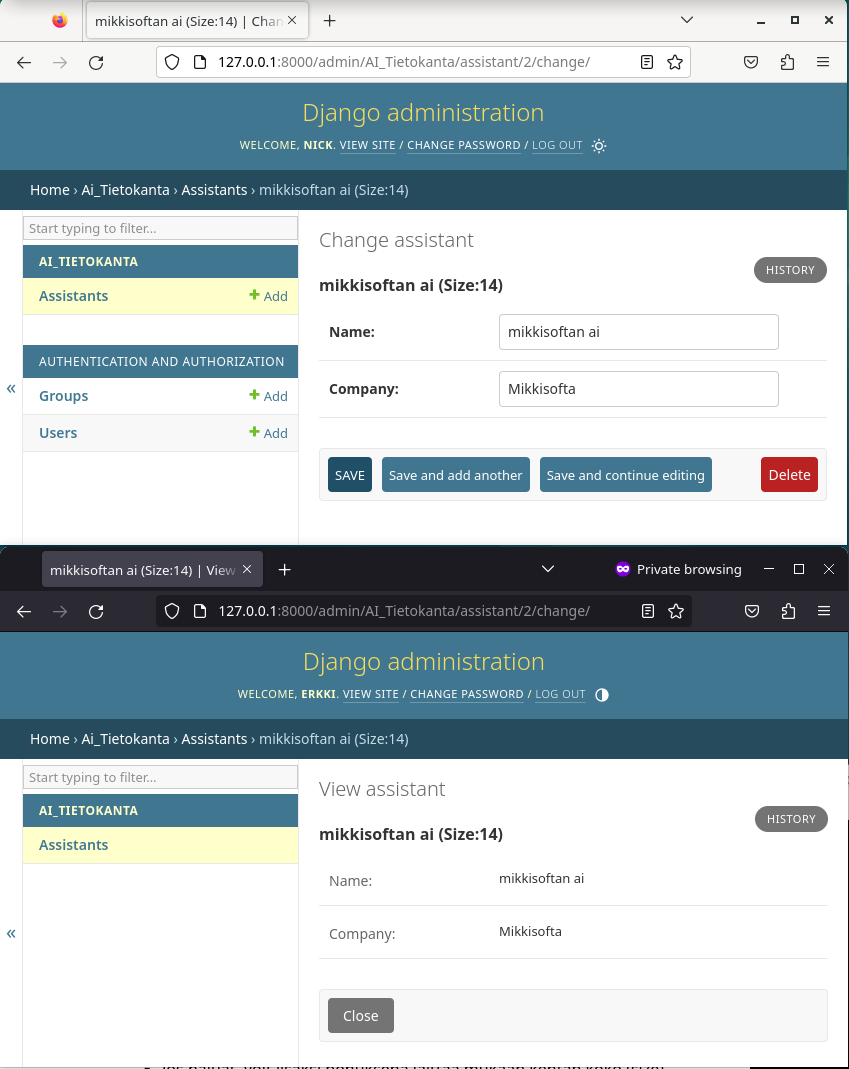 mikkisoftan ai (Size:14) | Chan
127.0.0.1:8000/admin/AI_Tietokanta/assistant/2/change/
Django administration
WELCOME, NICK. VIEW SITE / CHANGE PASSWORD / LOG OUT
Home › Ai_Tietokanta › Assistants › mikkisoftan ai (Size:14)
Start typing to filter...
AI_TIETOKANTA
Assistants + Add
AUTHENTICATION AND AUTHORIZATION
Groups + Add
Users + Add
«
Change assistant
HISTORY
mikkisoftan ai (Size:14)
Name: mikkisoftan ai
Company: Mikkisofta
SAVE Save and add another Save and continue editing Delete
mikkisoftan ai (Size:14) | View
Private browsing
127.0.0.1:8000/admin/AI_Tietokanta/assistant/2/change/
Django administration
WELCOME, ERKKI. VIEW SITE / CHANGE PASSWORD / LOG OUT
Home › Ai_Tietokanta › Assistants › mikkisoftan ai (Size:14)
Start typing to filter...
AI_TIETOKANTA
Assistants
«
View assistant
HISTORY
mikkisoftan ai (Size:14)
Name: mikkisoftan ai
Company: Mikkisofta
Close